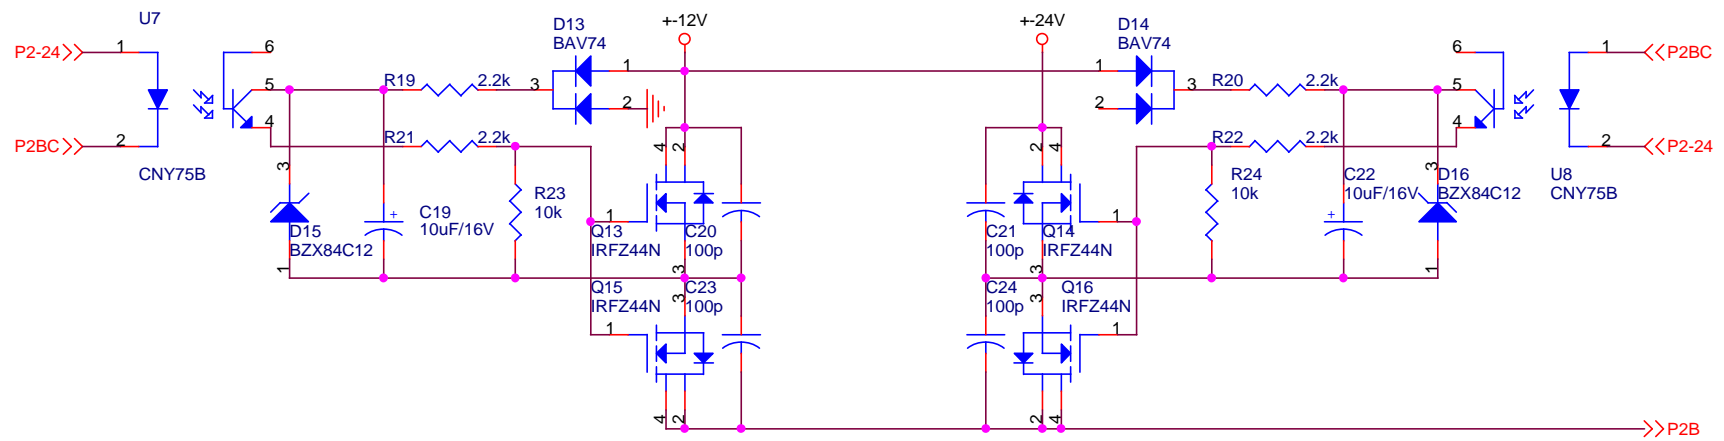 U7
D13
BAV74
+-12V
+-24V
D14
BAV74
P2-24
1
6
5
4
R19
2.2k
3
1
2
1
2
3
R20
2.2k
6
5
4
1
P2BC
P2BC
2
R21
2.2k
R22
2.2k
2
P2-24
CNY75B
3
D15
BZX84C12
1
C19
10uF/16V
+
R23
10k
4
2
1
Q13
IRFZ44N
C20
100p
3
Q15
IRFZ44N
C23
100p
3
1
4
2
2
4
C21
100p
Q14
1
IRFZ44N
3
C24
100p
Q16
IRFZ44N
3
1
2
4
R24
10k
C22
10uF/16V
+
3
D16
BZX84C12
1
U8
CNY75B
P2B